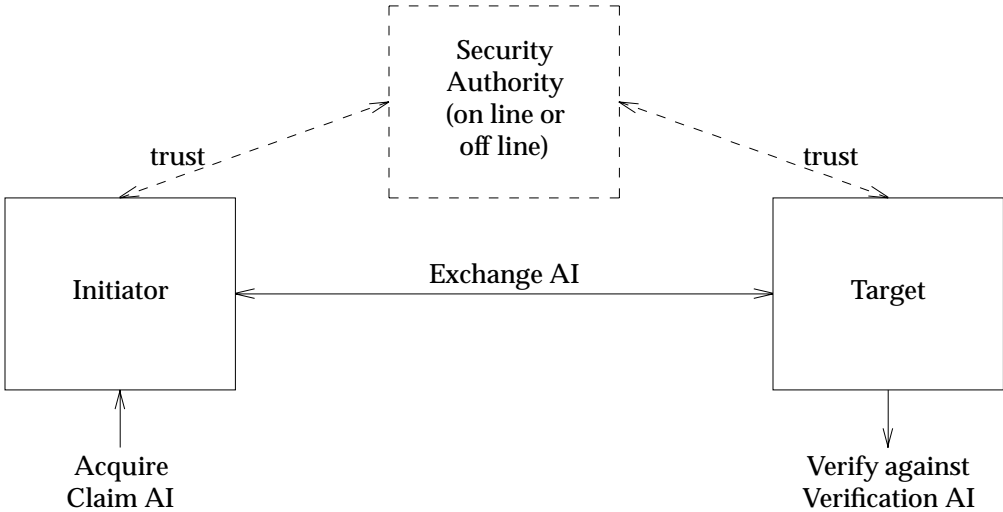 Security
Authority
(on line or
off line)
trust
trust
Initiator
Exchange AI
Target
Acquire
Claim AI
Verify against
Verification AI